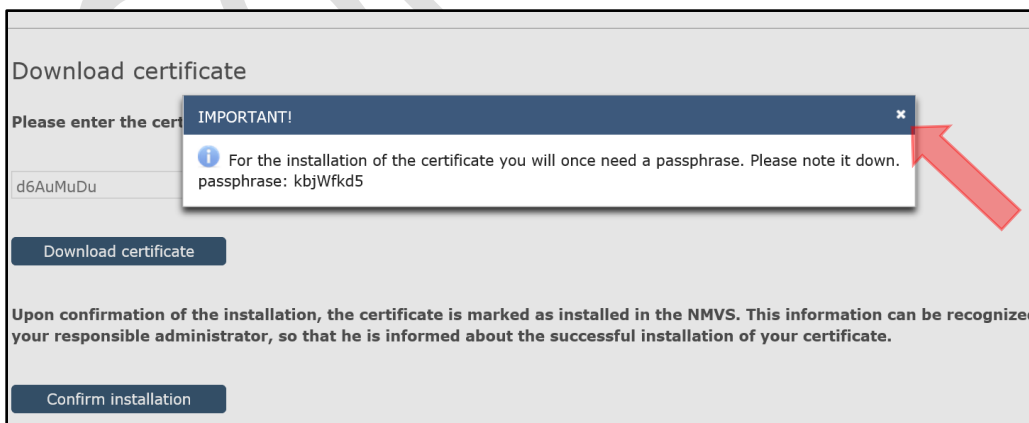 Download certificate
IMPORTANT!
Please enter the cert
For the installation of the certificate you will once need a passphrase. Please note it down.
passphrase: kbjWfkd5
d6AuMuDu
Download certificate
Upon confirmation of the installation, the certificate is marked as installed in the NMVS. This information can be recognized
your responsible administrator, so that he is informed about the successful installation of your certificate.
Confirm installation